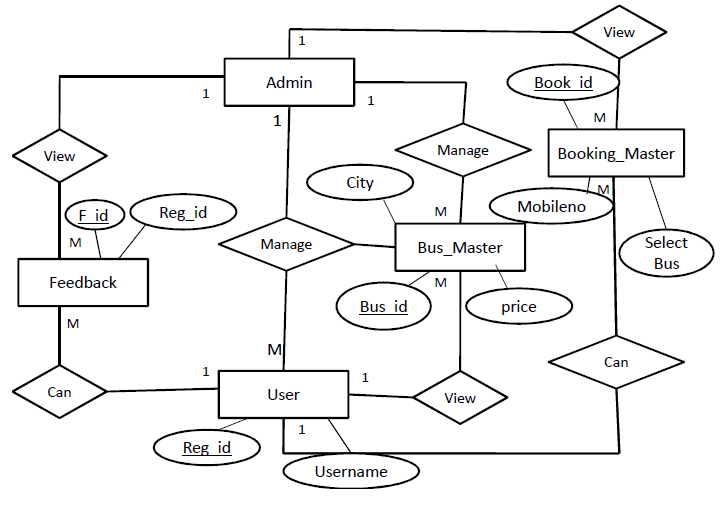 View
1
Admin
Book_id
1
1
1
M
View
Manage
Booking_Master
City
M
F_id
Reg_id
Mobileno
M
M
Manage
Bus_Master
Select
Bus
Feedback
M
Bus_id
price
M
M
Can
1
1
Can
User
View
1
Reg_id
Username